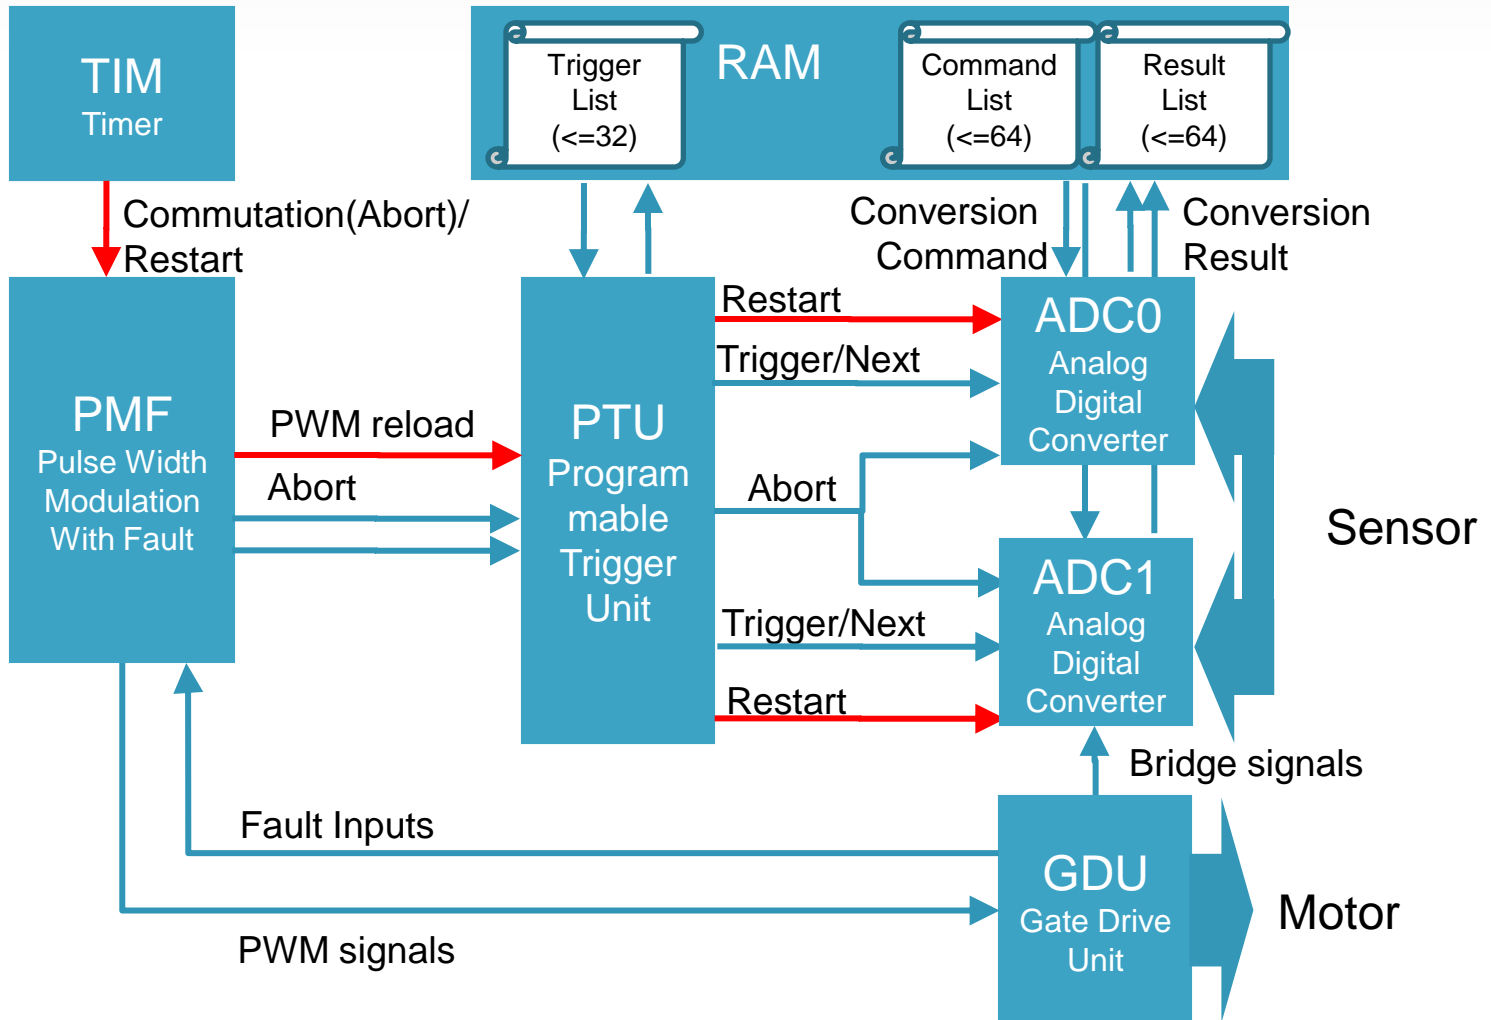 TIM
Timer
RAM
Trigger
List
(<=32)
Command
List
(<=64)
Result
List
(<=64)
Commutation(Abort)/
Restart
Conversion
Command
Conversion
Result
PMF
Pulse Width
Modulation
With Fault
PWM reload
Abort
PTU
Program
mable
Trigger
Unit
Restart
Trigger/Next
Abort
Trigger/Next
Restart
ADC0
Analog
Digital
Converter
ADC1
Analog
Digital
Converter
Sensor
Bridge signals
Fault Inputs
PWM signals
GDU
Gate Drive
Unit
Motor